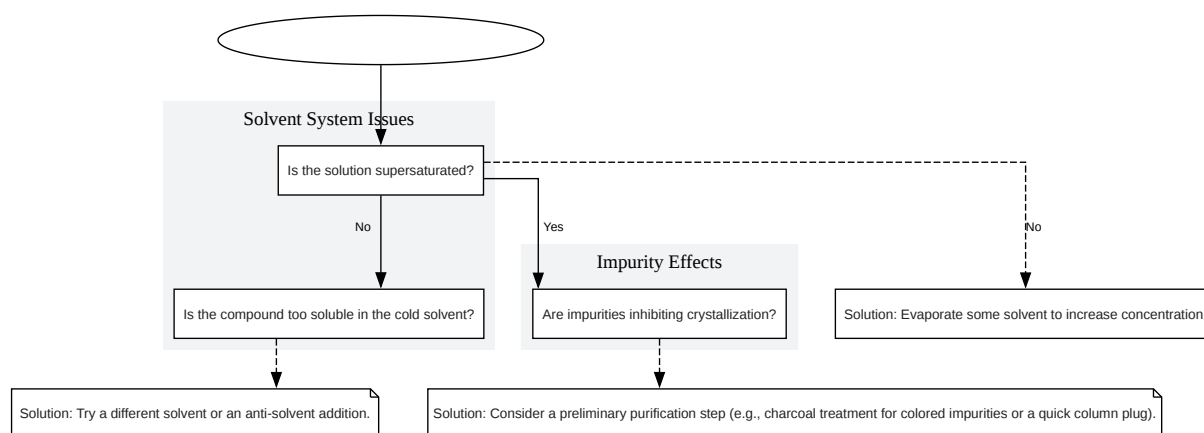 Solvent System Issues
Is the solution supersaturated?
No
Yes
No
Impurity Effects
Is the compound too soluble in the cold solvent?
Are impurities inhibiting crystallization?
Solution: Evaporate some solvent to increase concentration
Solution: Try a different solvent or an anti-solvent addition.
Solution: Consider a preliminary purification step (e.g., charcoal treatment for colored impurities or a quick column plug).